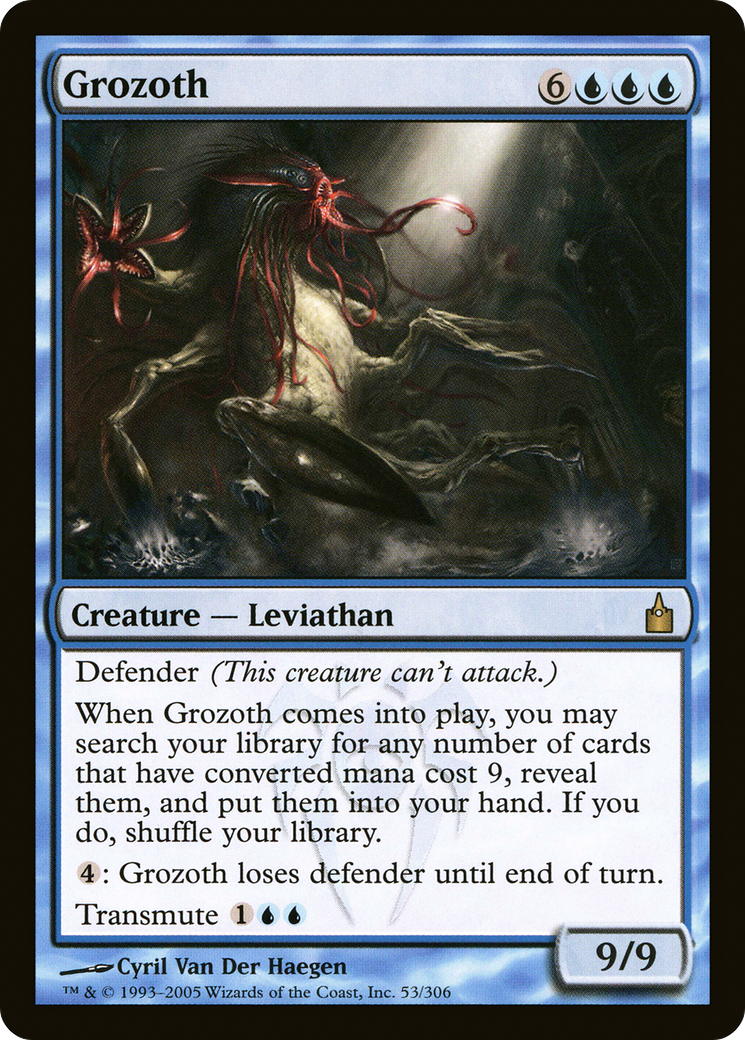 Grozoth 6
Creature — Leviathan
Defender (This creature can't attack.)
When Grozoth comes into play, you may
search your library for any number of cards
that have converted mana cost 9, reveal
them, and put them into your hand. If you
do, shuffle your library.
4: Grozoth loses defender until end of turn.
Transmute 1
9/9
Cyril Van Der Haegen
™ & © 1993–2005 Wizards of the Coast, Inc. 53/306